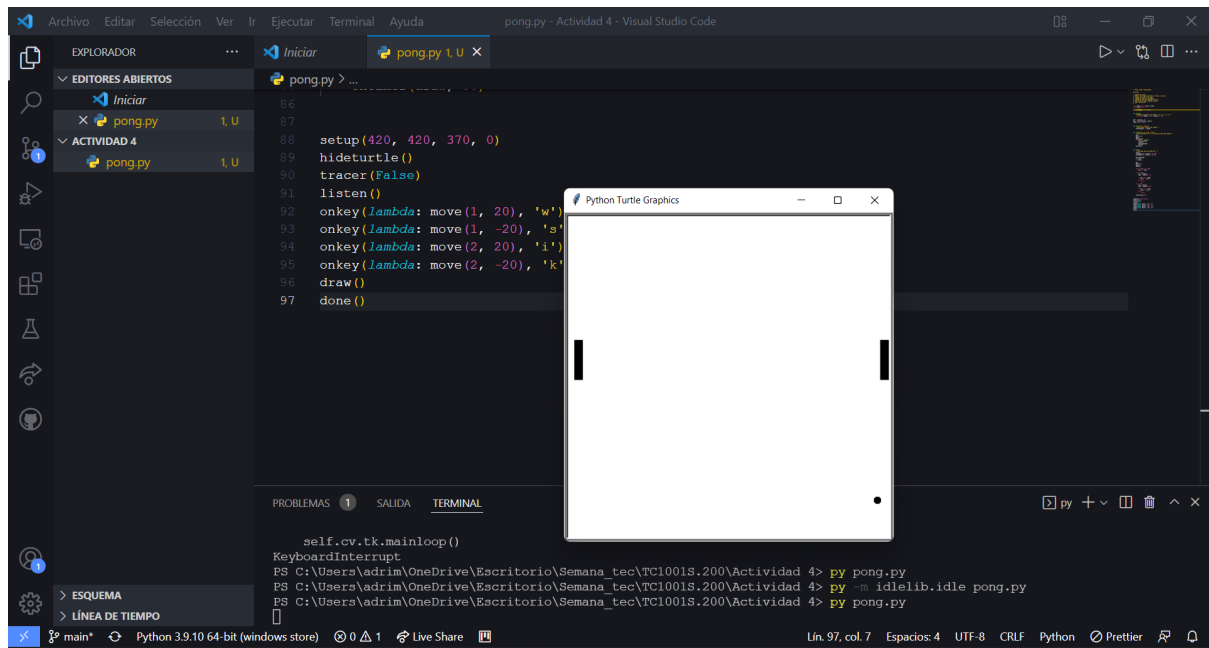 Archivo Editar Selección Ver Ir Ejecutar Terminal Ayuda pong.py - Actividad 4 - Visual Studio Code
EXPLORADOR ...
Iniciar
pong.py 1, U
EDITORES ABIERTOS
Iniciar
pong.py 1, U
ACTIVIDAD 4
pong.py 1, U
pong.py > ...
86
87
88 setup(420, 420, 370, 0)
89 hideturtle()
90 tracer(False)
91 listen()
92 onkey(lambda: move(1, 20), 'w')
93 onkey(lambda: move(1, -20), 's'
94 onkey(lambda: move(2, 20), 'i')
95 onkey(lambda: move(2, -20), 'k'
96 draw()
97 done()
Python Turtle Graphics
PROBLEMAS 1 SALIDA TERMINAL
py
self.cv.tk.mainloop()
KeyboardInterrupt
PS C:\Users\adrim\OneDrive\Escritorio\Semana_tec\TC1001S.200\Actividad 4> py pong.py
PS C:\Users\adrim\OneDrive\Escritorio\Semana_tec\TC1001S.200\Actividad 4> py -m idlelib.idle pong.py
PS C:\Users\adrim\OneDrive\Escritorio\Semana_tec\TC1001S.200\Actividad 4> py pong.py
1
1
ESQUEMA
LÍNEA DE TIEMPO
main* Python 3.9.10 64-bit (windows store) 0 1 Live Share Lín. 97, col. 7 Espacios: 4 UTF-8 CRLF Python Prettier